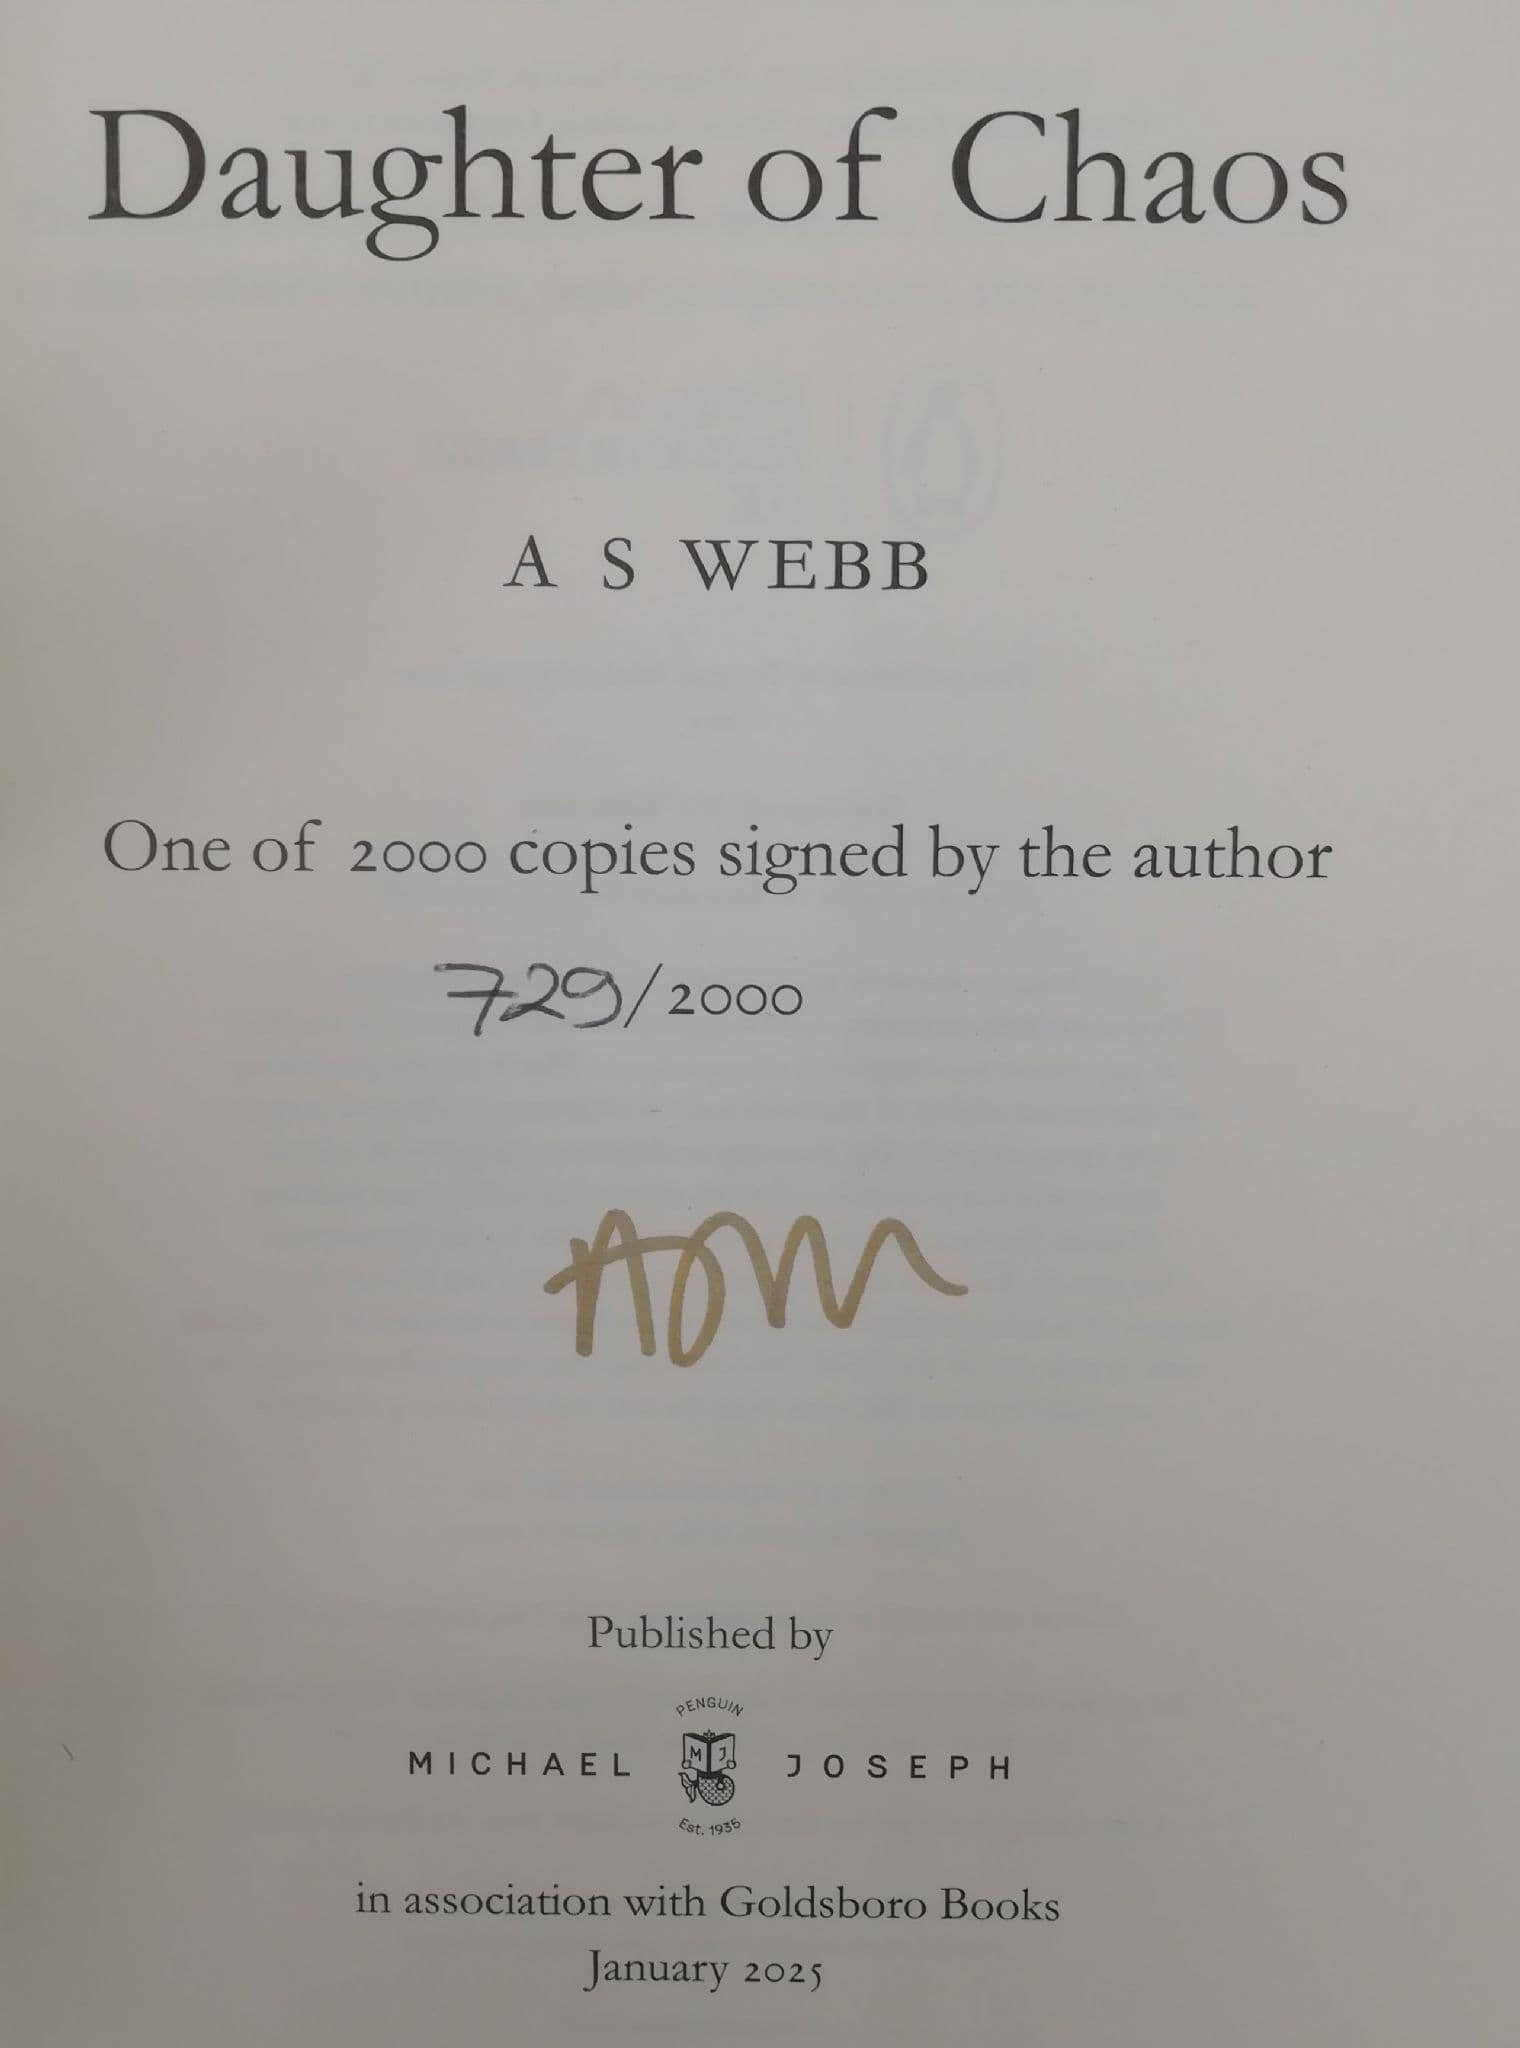 Daughter of Chaos
A S WEBB
One of 2000 copies signed by the author
729/2000
Published by
PENGUIN
MICHAEL MJ JOSEPH
Est. 1935
in association with Goldsboro Books
January 2025